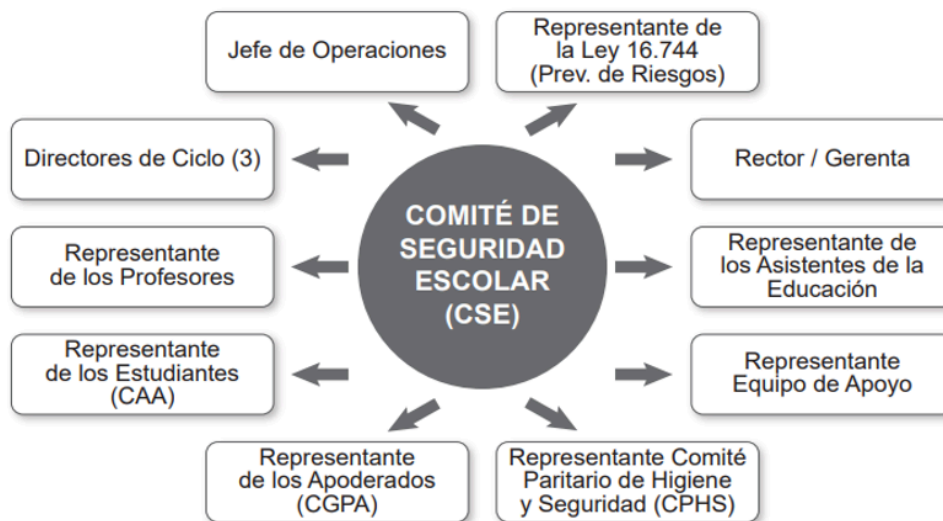 Jefe de Operaciones
Representante de
la Ley 16.744
(Prev. de Riesgos)
Directores de Ciclo (3)
Rector / Gerenta
COMITÉ DE
SEGURIDAD
ESCOLAR
(CSE)
Representante
de los Profesores
Representante de
los Asistentes de la
Educación
Representante
de los Estudiantes
(CAA)
Representante
Equipo de Apoyo
Representante
de los Apoderados
(CGPA)
Representante Comité
Paritario de Higiene
y Seguridad (CPHS)